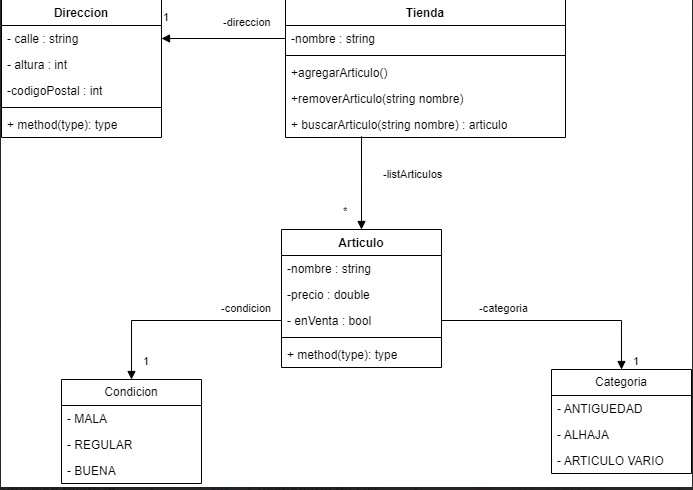 Direccion
- calle : string
- altura : int
-codigoPostal : int
+ method(type): type
1
-direccion
Tienda
-nombre : string
+agregarArticulo()
+removerArticulo(string nombre)
+ buscarArticulo(string nombre) : articulo
-listArticulos
*
Articulo
-nombre : string
-precio : double
- enVenta : bool
+ method(type): type
-condicion
1
Condicion
- MALA
- REGULAR
- BUENA
-categoria
1
Categoria
- ANTIGUEDAD
- ALHAJA
- ARTICULO VARIO